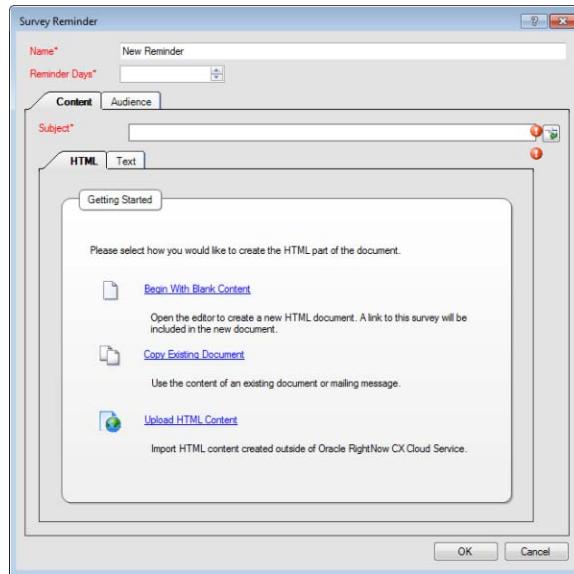 Survey Reminder
Name*
New Reminder
Reminder Days*
Content
Audience
Subject*
HTML
Text
Getting Started
Please select how you would like to create the HTML part of the document.
Begin With Blank Content
Open the editor to create a new HTML document. A link to this survey will be
included in the new document.
Copy Existing Document
Use the content of an existing document or mailing message.
Upload HTML Content
Import HTML content created outside of Oracle RightNow CX Cloud Service.
OK
Cancel